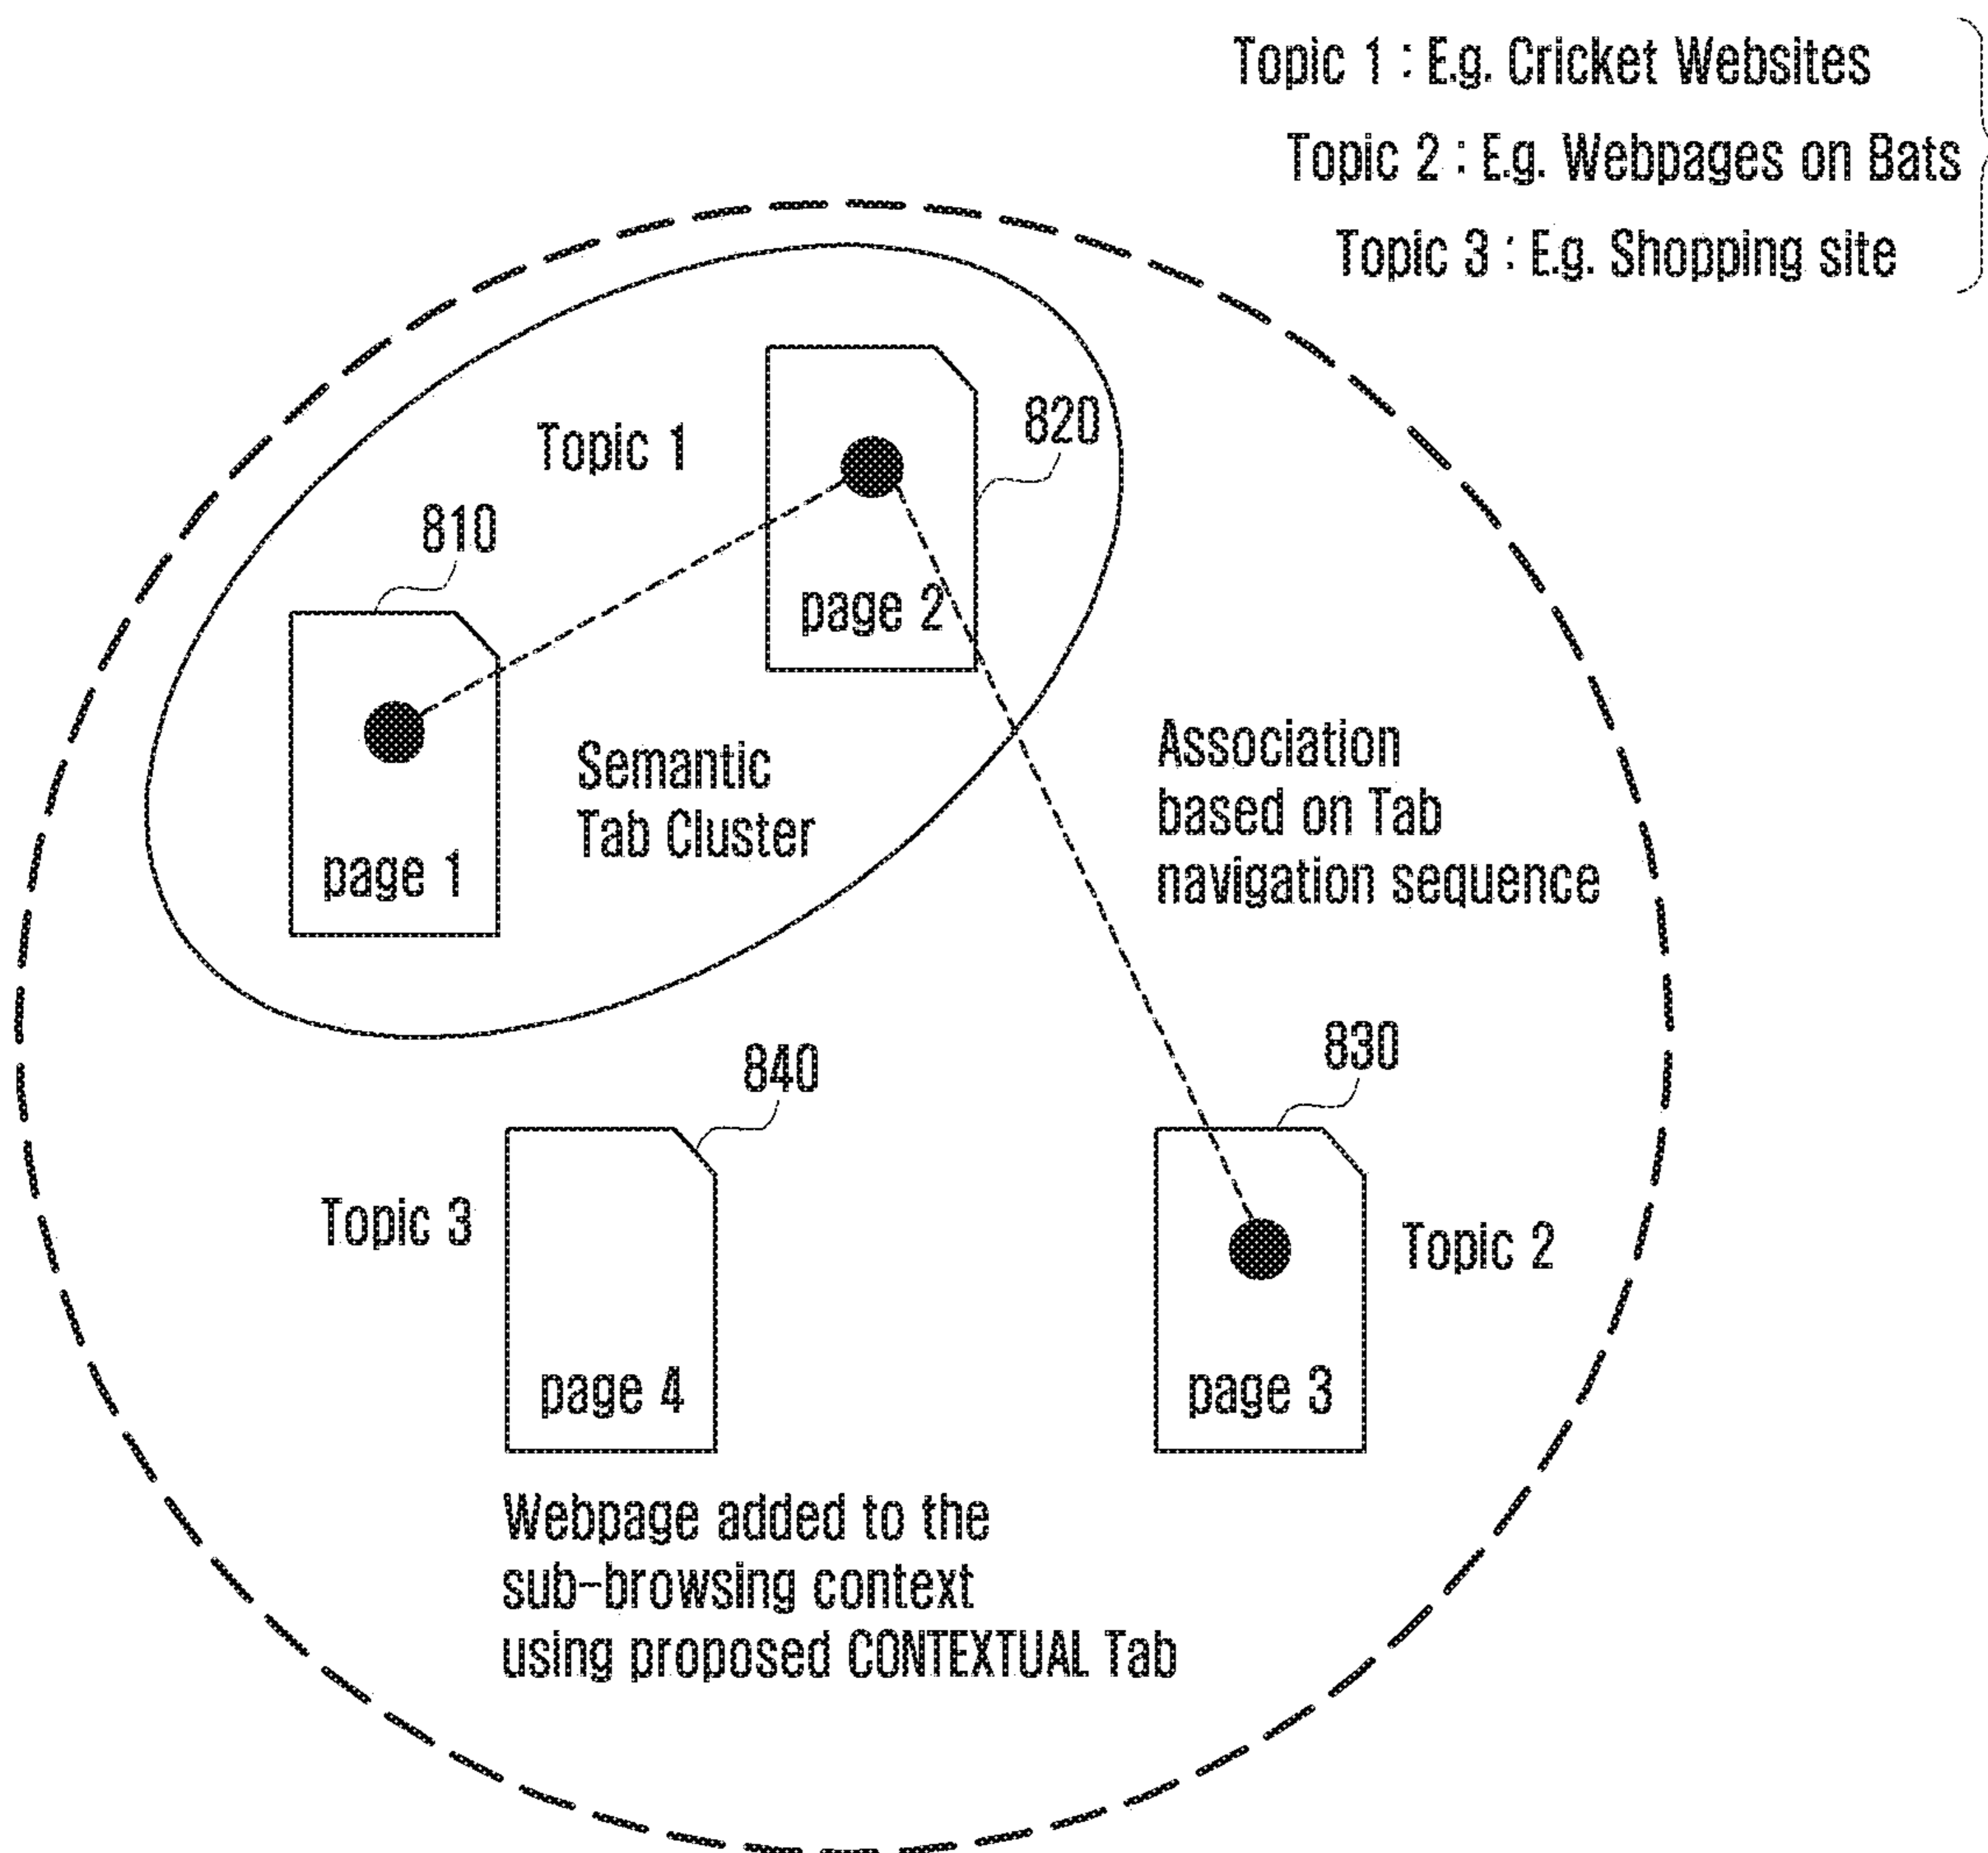 Topic 1 : E.g. Cricket Websites
Topic 2 : E.g. Webpages on Bats
Topic 3 : E.g. Shopping site
820
Topic 1
810
page 2
Semantic
Tab Cluster
page 1
Association
based on Tab
navigation sequence
840
830
Topic 3
Topic 2
page 4
page 3
Webpage added to the
sub-browsing context
using proposed CONTEXTUAL Tab